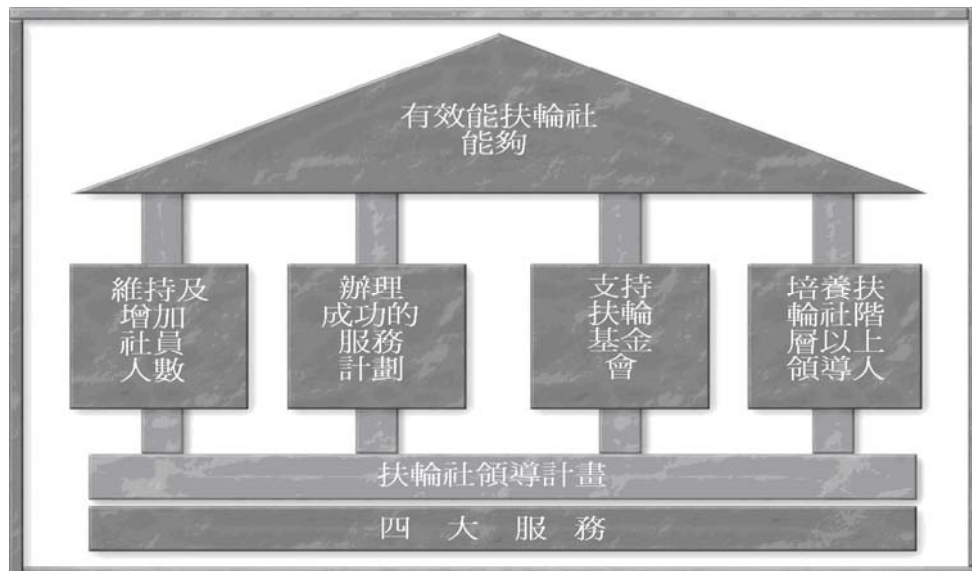 有效能扶輪社
能夠
維持及
增加
社員
人數
辦理
成功的
服務
計劃
支持
扶輪
基金
會
培養扶
輪社階
層以上
領導人
扶輪社領導計畫
四大服務